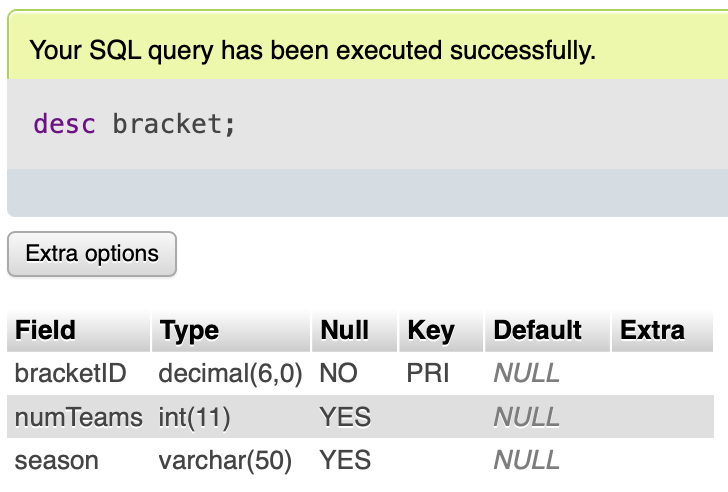 Your SQL query has been executed successfully.
desc bracket;
Extra options
Field Type Null Key Default Extra
bracketID decimal(6,0) NO PRI NULL
numTeams int(11) YES NULL
season varchar(50) YES NULL